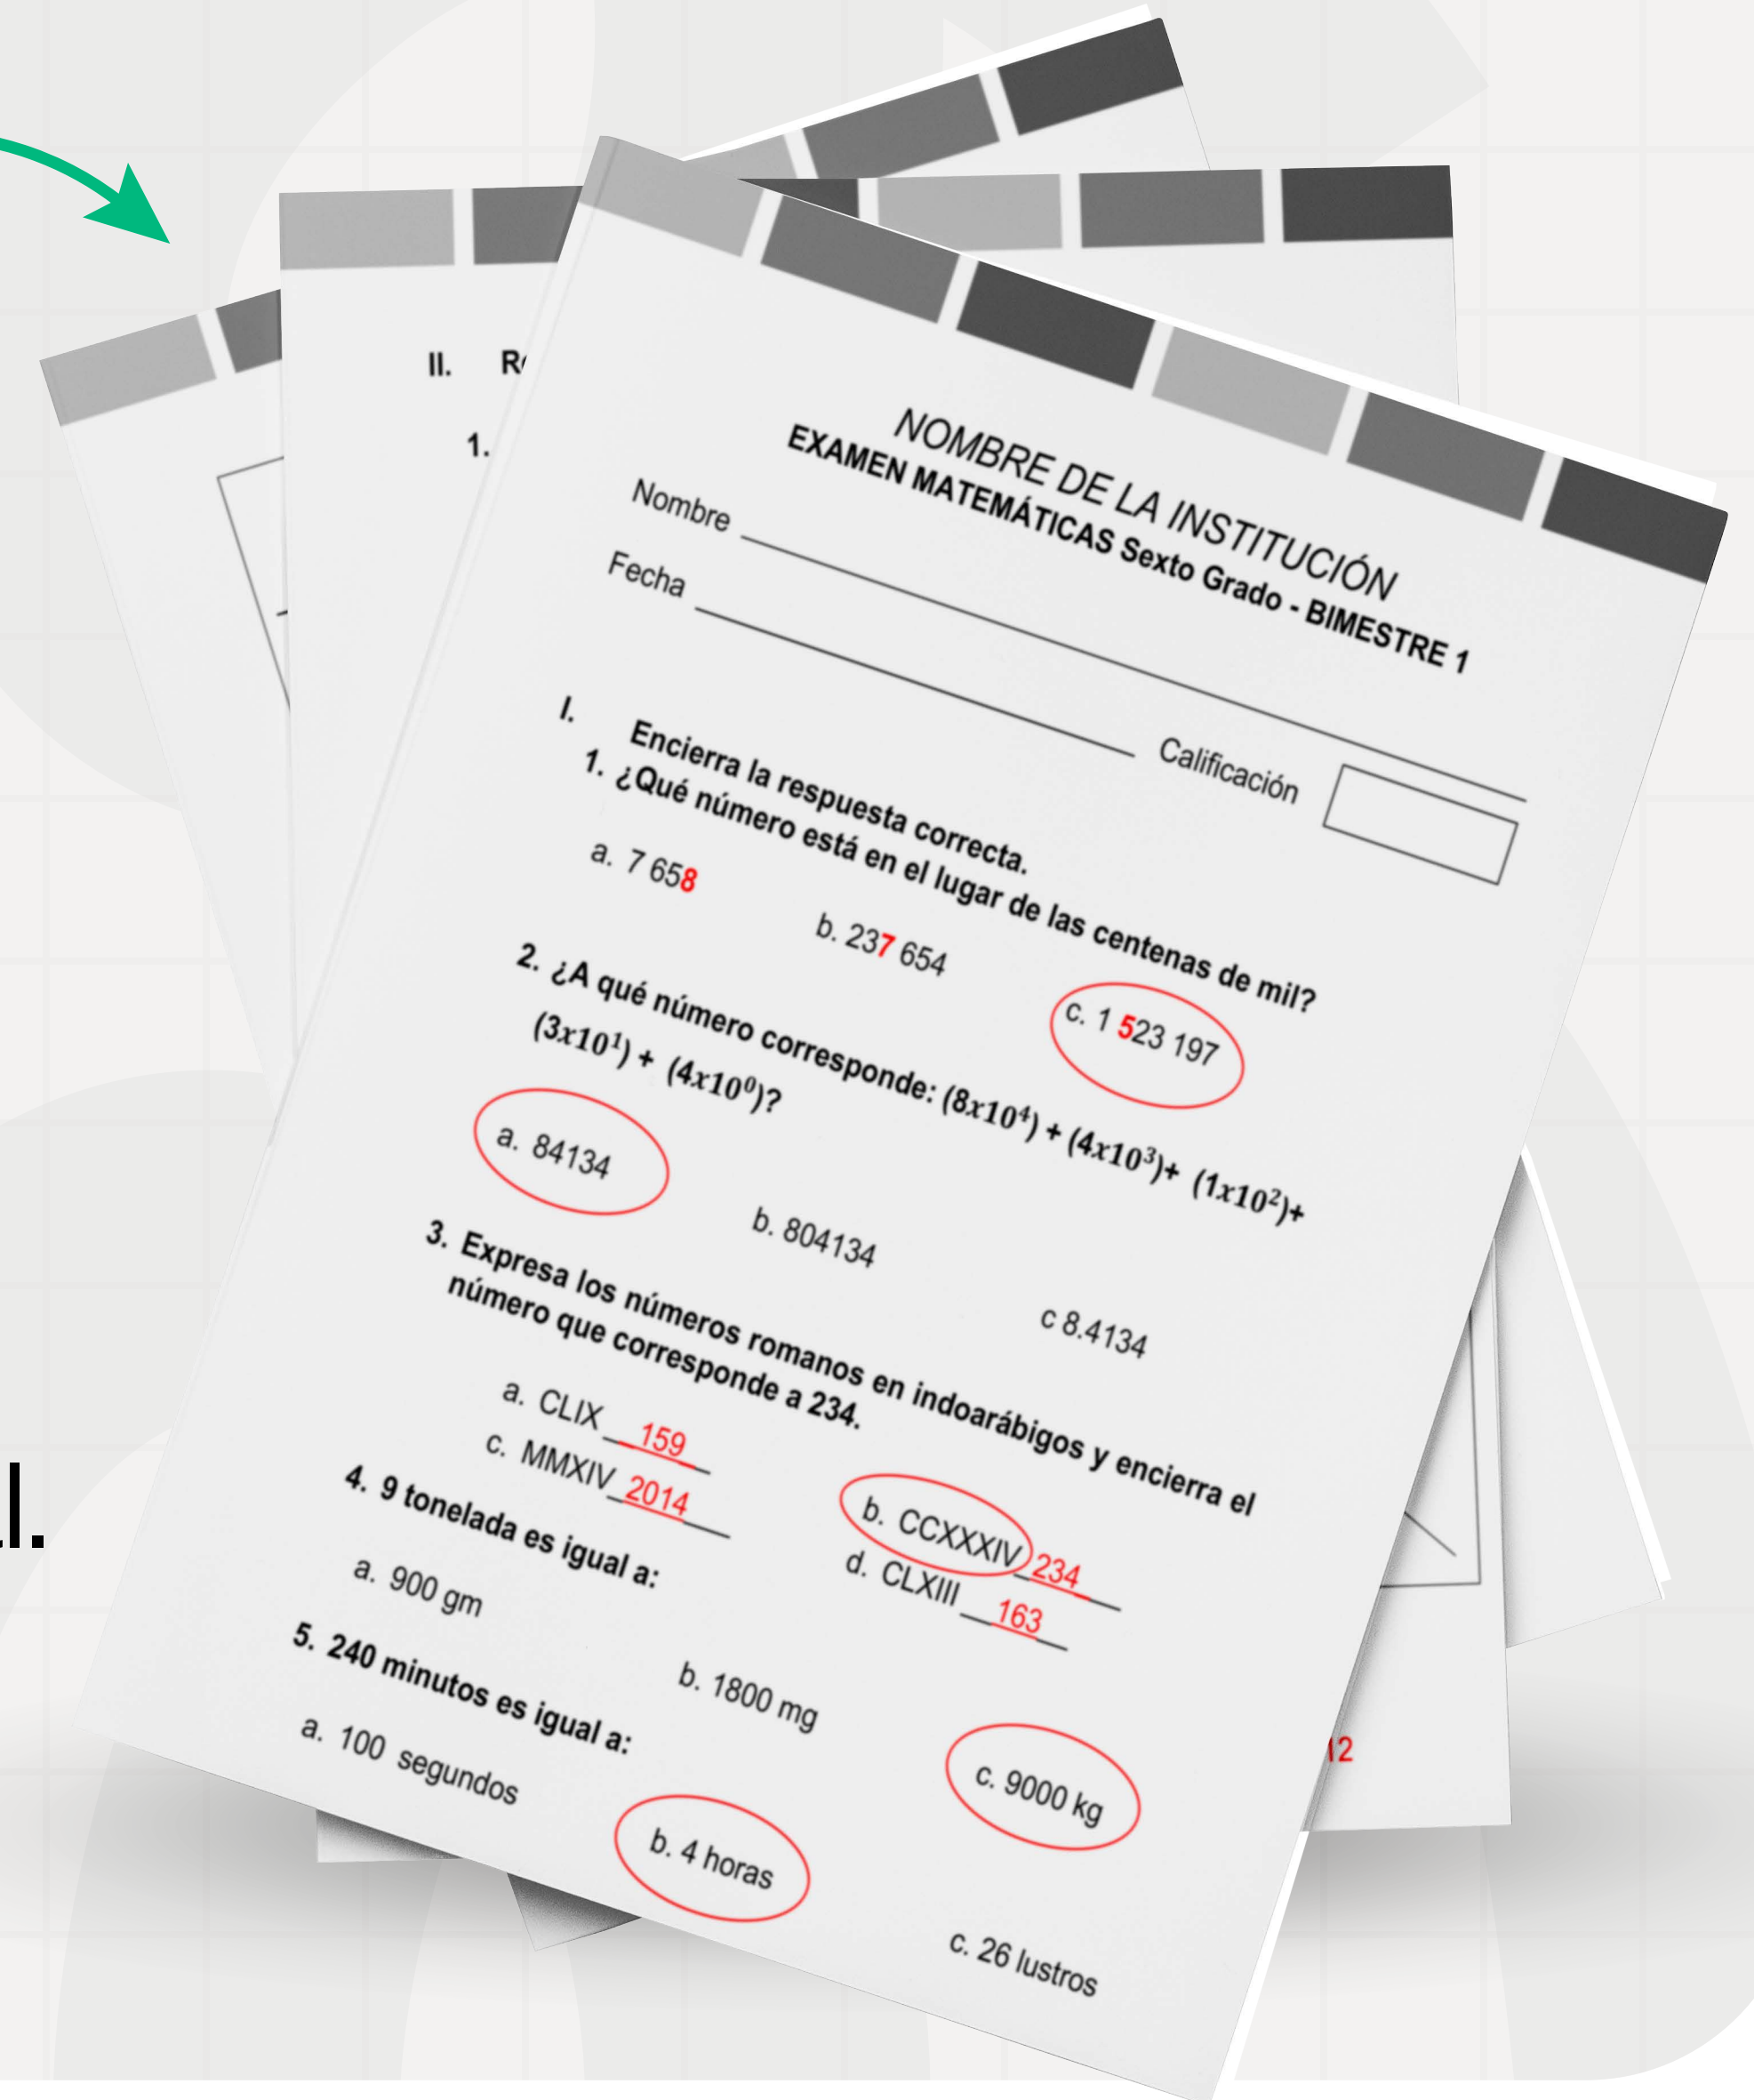 NOMBRE DE LA INSTITUCIÓN
EXAMEN MATEMÁTICAS Sexto Grado - BIMESTRE 1
Nombre
Fecha
Calificación
I. Encierra la respuesta correcta.
1. ¿Qué número está en el lugar de las centenas de mil?
a. 7 658
b. 237 654
c. 1 523 197
2. ¿A qué número corresponde: (8x10⁴) + (4x10³)+ (1x10²)+
(3x10¹) + (4x10⁰)?
a. 84134
b. 804134
c 8.4134
3. Expresa los números romanos en indoarábigos y encierra el
número que corresponde a 234.
a. CLIX 159
b. CCXXXIV 234
c. MMXIV 2014
d. CLXIII 163
4. 9 tonelada es igual a:
a. 900 gm
b. 1800 mg
c. 9000 kg
5. 240 minutos es igual a:
a. 100 segundos
b. 4 horas
c. 26 lustros
II.
1.
12